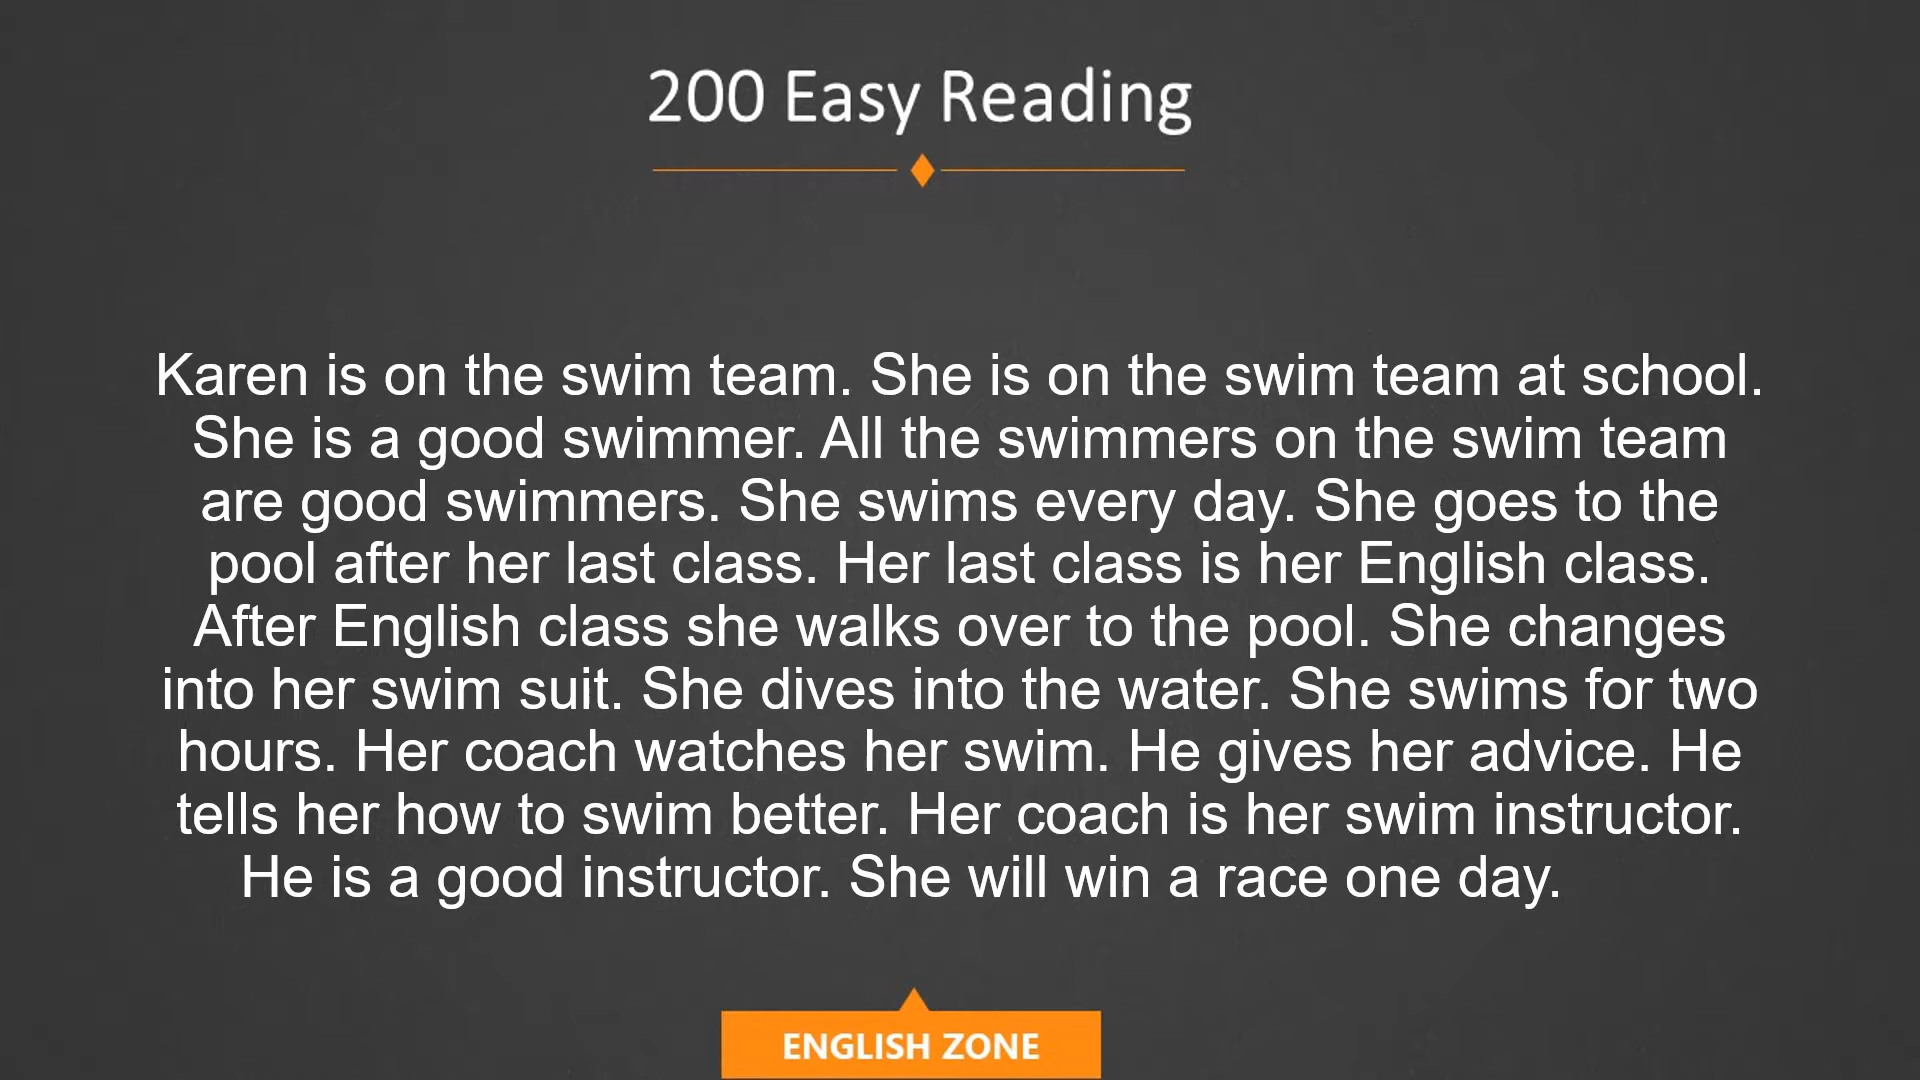 200 Easy Reading
Karen is on the swim team. She is on the swim team at school.
She is a good swimmer. All the swimmers on the swim team
are good swimmers. She swims every day. She goes to the
pool after her last class. Her last class is her English class.
After English class she walks over to the pool. She changes
into her swim suit. She dives into the water. She swims for two
hours. Her coach watches her swim. He gives her advice. He
tells her how to swim better. Her coach is her swim instructor.
He is a good instructor. She will win a race one day.
ENGLISH ZONE